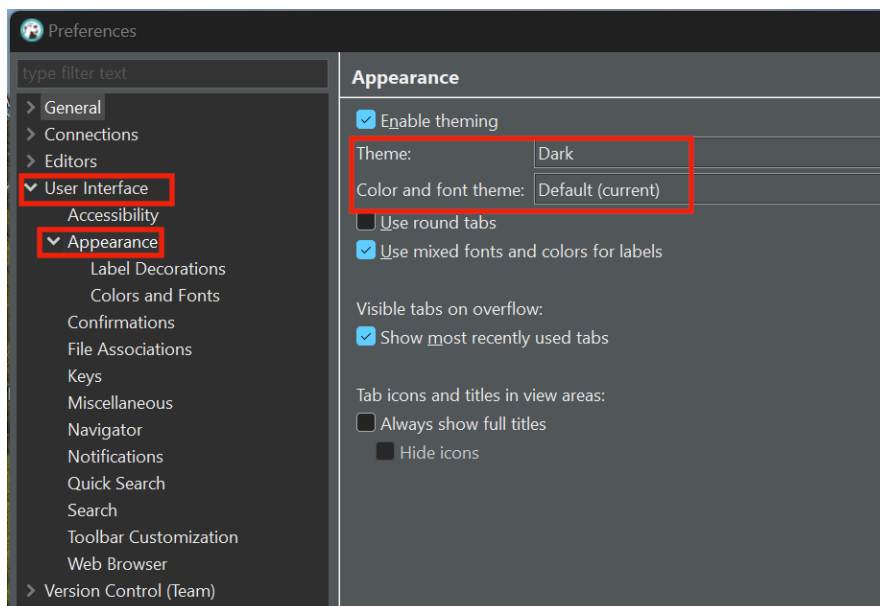 Preferences
type filter text
General
Connections
Editors
User Interface
Accessibility
Appearance
Label Decorations
Colors and Fonts
Confirmations
File Associations
Keys
Miscellaneous
Navigator
Notifications
Quick Search
Search
Toolbar Customization
Web Browser
Version Control (Team)
Appearance
Enable theming
Theme: Dark
Color and font theme: Default (current)
Use round tabs
Use mixed fonts and colors for labels
Visible tabs on overflow:
Show most recently used tabs
Tab icons and titles in view areas:
Always show full titles
Hide icons